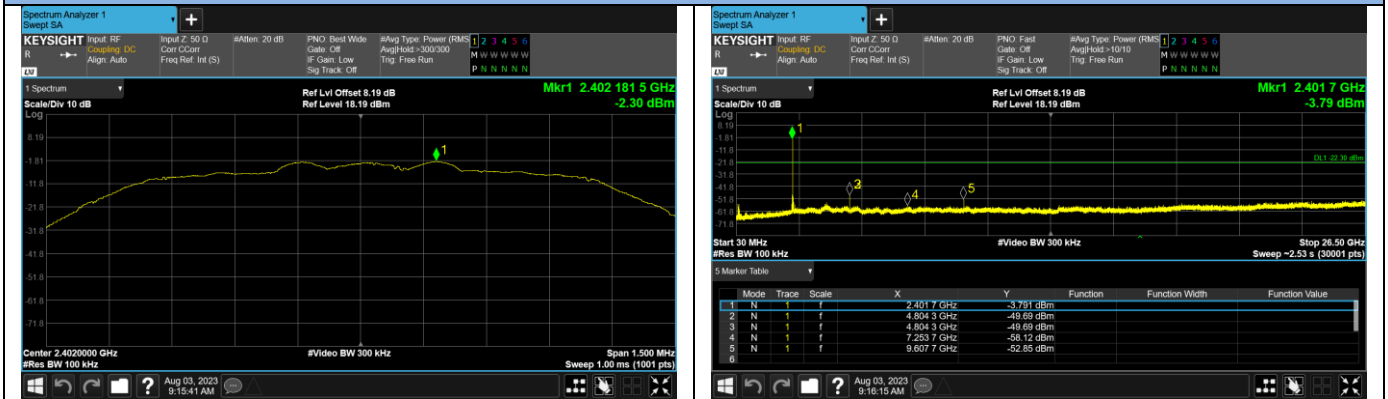 Spectrum Analyzer 1
Swept SA
+
KEYSIGHT
R
LXI
Input: RF
Coupling: DC
Align: Auto
Input Z: 50 Ω
Corr CCorr
Freq Ref: Int (S)
#Atten: 20 dB
PNO: Best Wide
Gate: Off
IF Gain: Low
Sig Track: Off
#Avg Type: Power (RMS
Avg|Hold:>300/300
Trig: Free Run
1 2 3 4 5 6
M W W W W W
P N N N N N
1 Spectrum
Scale/Div 10 dB
Log
Ref Lvl Offset 8.19 dB
Ref Level 18.19 dBm
Mkr1 2.402 181 5 GHz
-2.30 dBm
8.19
-1.81
-11.8
-21.8
-31.8
-41.8
-51.8
-61.8
-71.8
1
Center 2.4020000 GHz
#Res BW 100 kHz
#Video BW 300 kHz
Span 1.500 MHz
Sweep 1.00 ms (1001 pts)
?
Aug 03, 2023
9:15:41 AM
Spectrum Analyzer 1
Swept SA
+
KEYSIGHT
R
LXI
Input: RF
Coupling: DC
Align: Auto
Input Z: 50 Ω
Corr CCorr
Freq Ref: Int (S)
#Atten: 20 dB
PNO: Fast
Gate: Off
IF Gain: Low
Sig Track: Off
#Avg Type: Power (RMS
Avg|Hold:>10/10
Trig: Free Run
1 2 3 4 5 6
M W W W W W
P N N N N N
1 Spectrum
Scale/Div 10 dB
Log
Ref Lvl Offset 8.19 dB
Ref Level 18.19 dBm
Mkr1 2.401 7 GHz
-3.79 dBm
8.19
-1.81
-11.8
-21.8
-31.8
-41.8
-51.8
-61.8
-71.8
DL1 -22.30 dBm
1
3
4
5
Start 30 MHz
#Res BW 100 kHz
#Video BW 300 kHz
Stop 26.50 GHz
Sweep ~2.53 s (30001 pts)
5 Marker Table
Mode Trace Scale X Y Function Function Width Function Value
1 N 1 f 2.401 7 GHz -3.791 dBm
2 N 1 f 4.804 3 GHz -49.69 dBm
3 N 1 f 4.804 3 GHz -49.69 dBm
4 N 1 f 7.253 7 GHz -58.12 dBm
5 N 1 f 9.607 7 GHz -52.85 dBm
6
?
Aug 03, 2023
9:16:15 AM